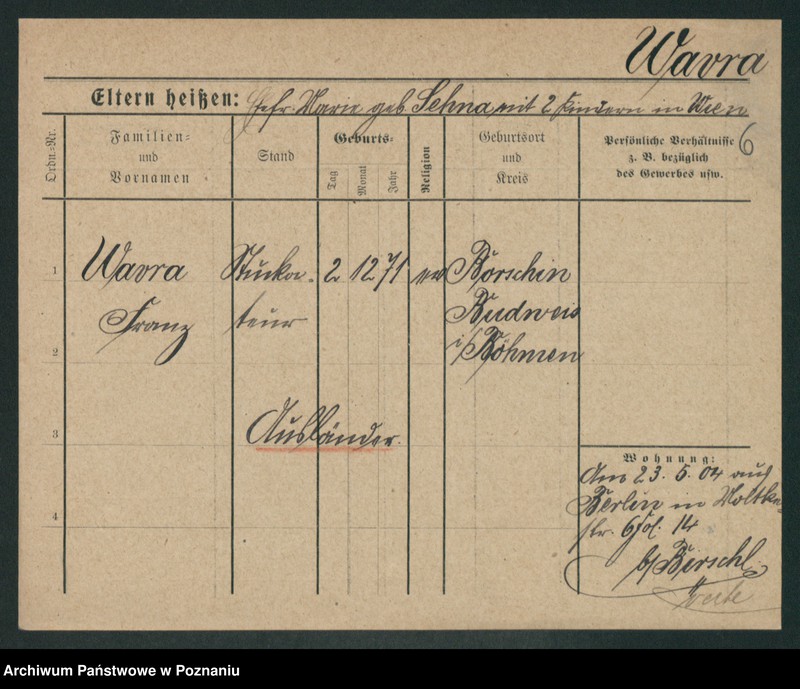 Wavra
Eltern heißen: Ehefr. Marie geb. Sehna mit 2 Kindern in Wien
6
Ordn.-Nr.
Familien= und Vornamen
Stand
Geburts=
Tag
Monat
Jahr
Religion
Geburtsort und Kreis
Persönliche Verhältnisse
z. B. bezüglich
des Gewerbes usw.
1
Wavra Stucka- 2 12 71 Börschin
Franz teur Budweis
2
i/Böhmen
3
Ausländer.
4
Wohnung:
Am 23. 5. 04 aus
Berlin in Moltke-
str. 14
b/Berschl
Archiwum Państwowe w Poznaniu